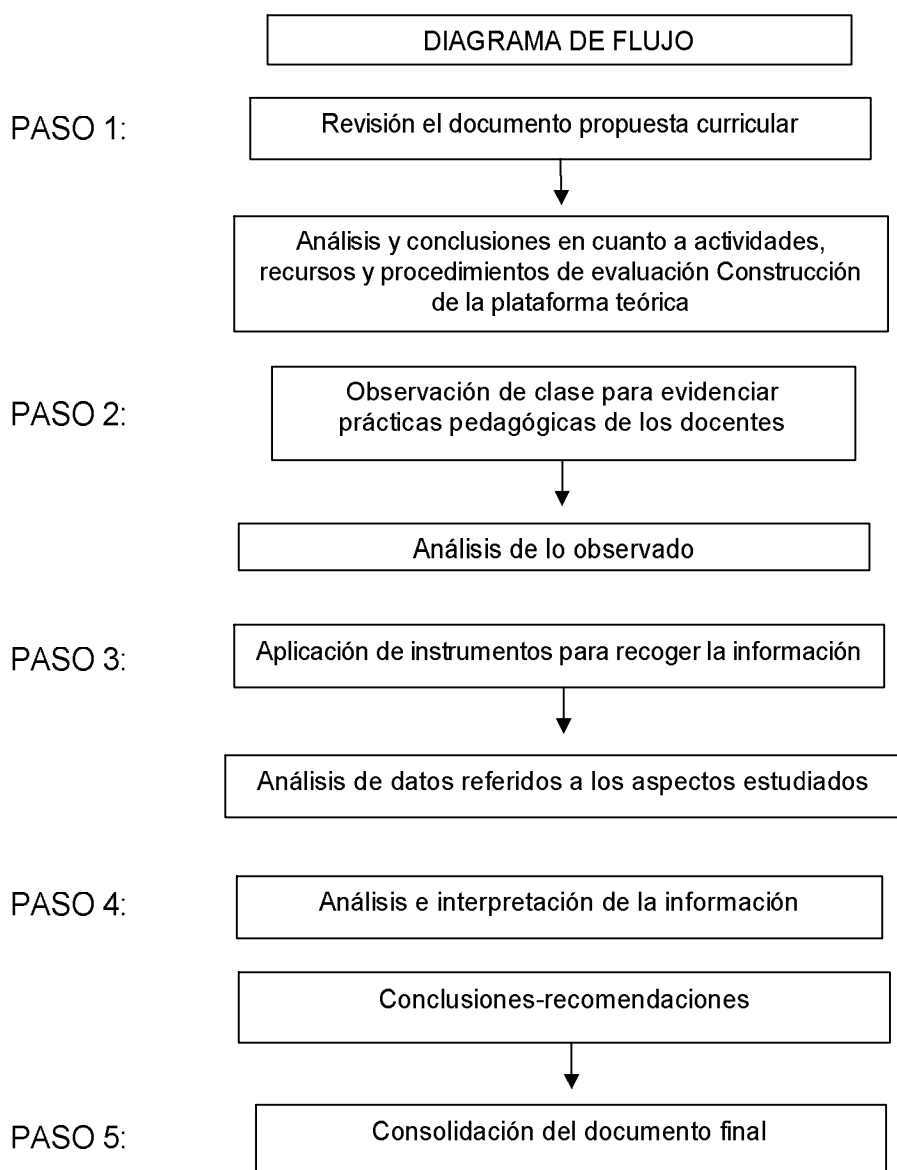 DIAGRAMA DE FLUJO
PASO 1:
Revisión el documento propuesta curricular
Análisis y conclusiones en cuanto a actividades,
recursos y procedimientos de evaluación Construcción
de la plataforma teórica
PASO 2:
Observación de clase para evidenciar
prácticas pedagógicas de los docentes
Análisis de lo observado
PASO 3:
Aplicación de instrumentos para recoger la información
Análisis de datos referidos a los aspectos estudiados
PASO 4:
Análisis e interpretación de la información
Conclusiones-recomendaciones
PASO 5:
Consolidación del documento final